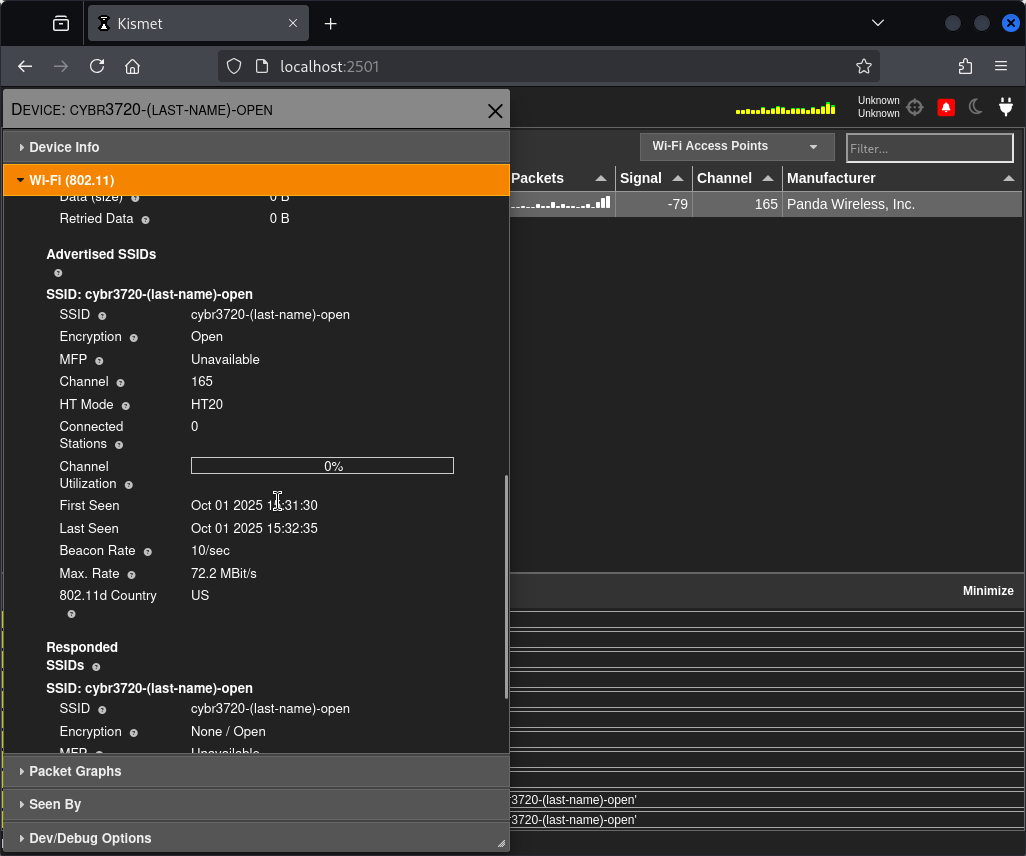 Kismet
localhost:2501
DEVICE: CYBR3720-(LAST-NAME)-OPEN
Unknown
Unknown
Device Info
Wi-Fi Access Points
Filter...
Wi-Fi (802.11)
Packets Signal Channel Manufacturer
-79 165 Panda Wireless, Inc.
Data (size) 0 B
Retried Data 0 B
Advertised SSIDs
SSID: cybr3720-(last-name)-open
SSID cybr3720-(last-name)-open
Encryption Open
MFP Unavailable
Channel 165
HT Mode HT20
Connected 0
Stations
Channel 0%
Utilization
First Seen Oct 01 2025 :31:30
Last Seen Oct 01 2025 15:32:35
Beacon Rate 10/sec
Max. Rate 72.2 MBit/s
802.11d Country US
Minimize
Responded
SSIDs
SSID: cybr3720-(last-name)-open
SSID cybr3720-(last-name)-open
Encryption None / Open
MFP Unavailable
Packet Graphs
Seen By
3720-(last-name)-open'
3720-(last-name)-open'
Dev/Debug Options